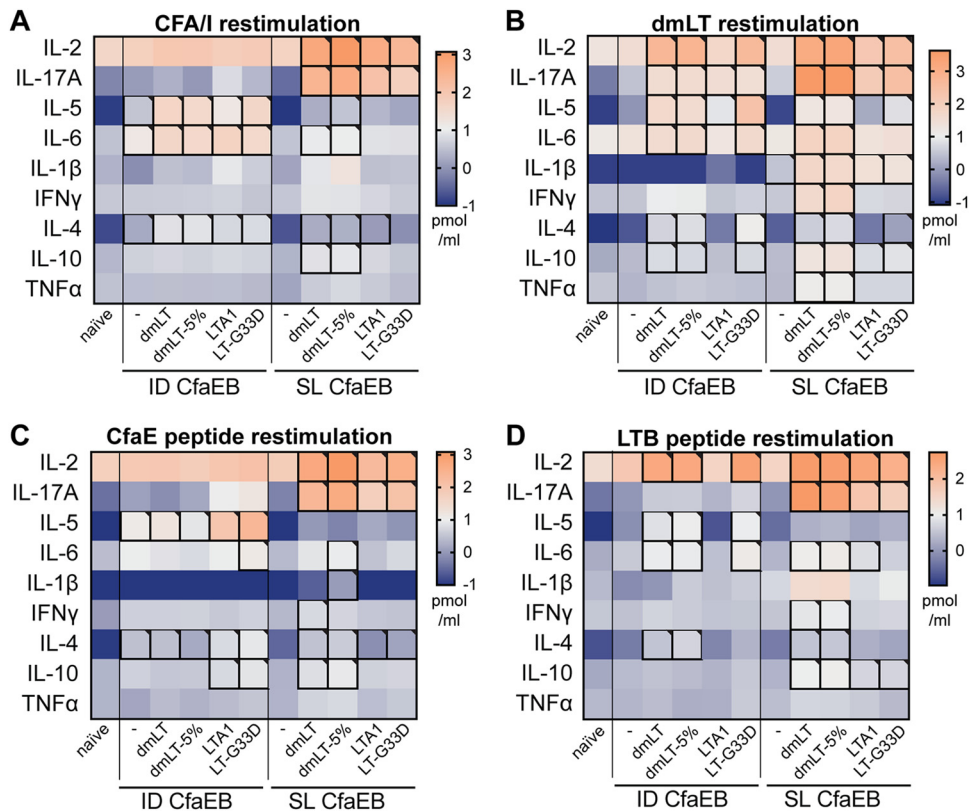 A
CFA/I restimulation
IL-2
IL-17A
IL-5
IL-6
IL-1β
IFNγ
IL-4
IL-10
TNFα
3
2
1
0
-1
pmol
/ml
naïve
-
dmLT
dmLT-5%
LTA1
LT-G33D
-
dmLT
dmLT-5%
LTA1
LT-G33D
ID CfaEB
SL CfaEB
B
dmLT restimulation
IL-2
IL-17A
IL-5
IL-6
IL-1β
IFNγ
IL-4
IL-10
TNFα
3
2
1
0
-1
pmol
/ml
naïve
-
dmLT
dmLT-5%
LTA1
LT-G33D
-
dmLT
dmLT-5%
LTA1
LT-G33D
ID CfaEB
SL CfaEB
C
CfaE peptide restimulation
IL-2
IL-17A
IL-5
IL-6
IL-1β
IFNγ
IL-4
IL-10
TNFα
3
2
1
0
-1
pmol
/ml
naïve
-
dmLT
dmLT-5%
LTA1
LT-G33D
-
dmLT
dmLT-5%
LTA1
LT-G33D
ID CfaEB
SL CfaEB
D
LTB peptide restimulation
IL-2
IL-17A
IL-5
IL-6
IL-1β
IFNγ
IL-4
IL-10
TNFα
2
1
0
pmol
/ml
naïve
-
dmLT
dmLT-5%
LTA1
LT-G33D
-
dmLT
dmLT-5%
LTA1
LT-G33D
ID CfaEB
SL CfaEB